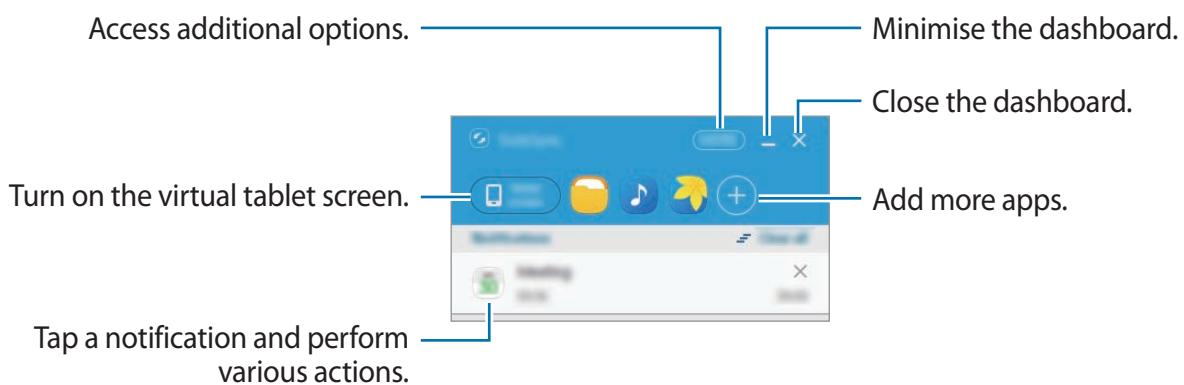 Access additional options.
Minimise the dashboard.
Close the dashboard.
Turn on the virtual tablet screen.
Add more apps.
Tap a notification and perform
various actions.